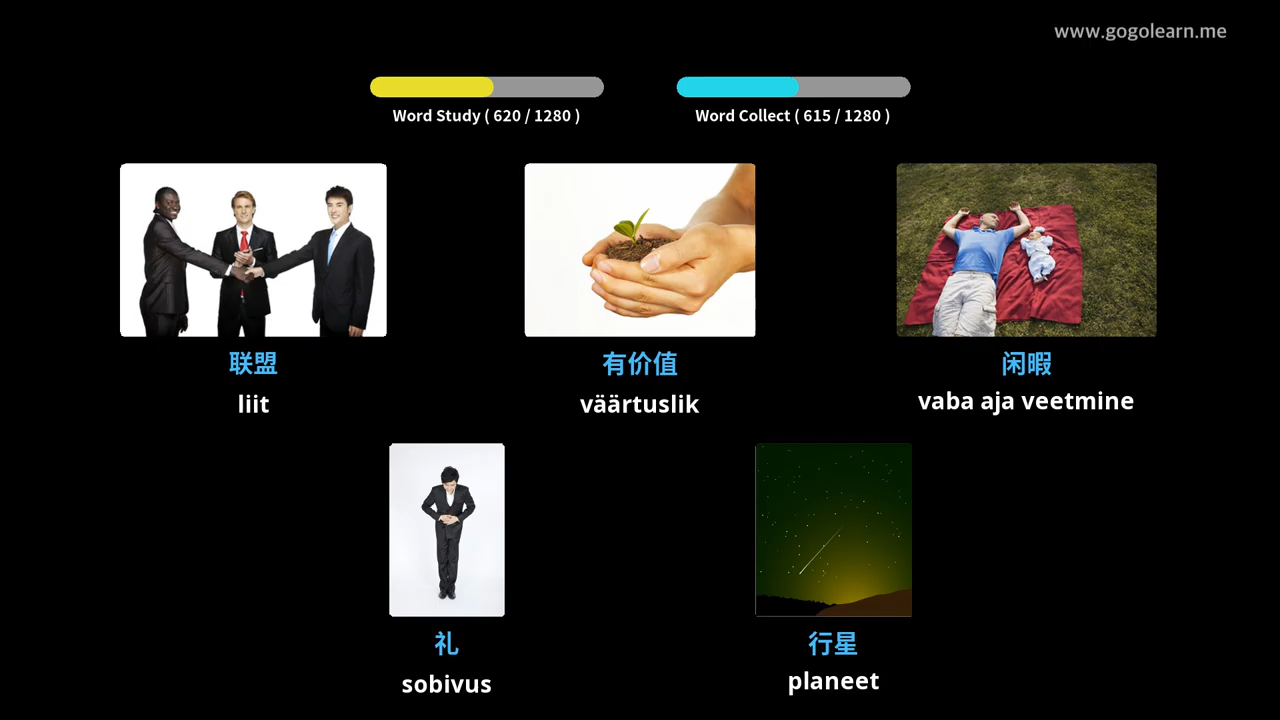 www.gogolearn.me
Word Study ( 620 / 1280 )
Word Collect ( 615 / 1280 )
联盟
liit
有价值
väärtuslik
闲暇
vaba aja veetmine
礼
sobivus
行星
planeet